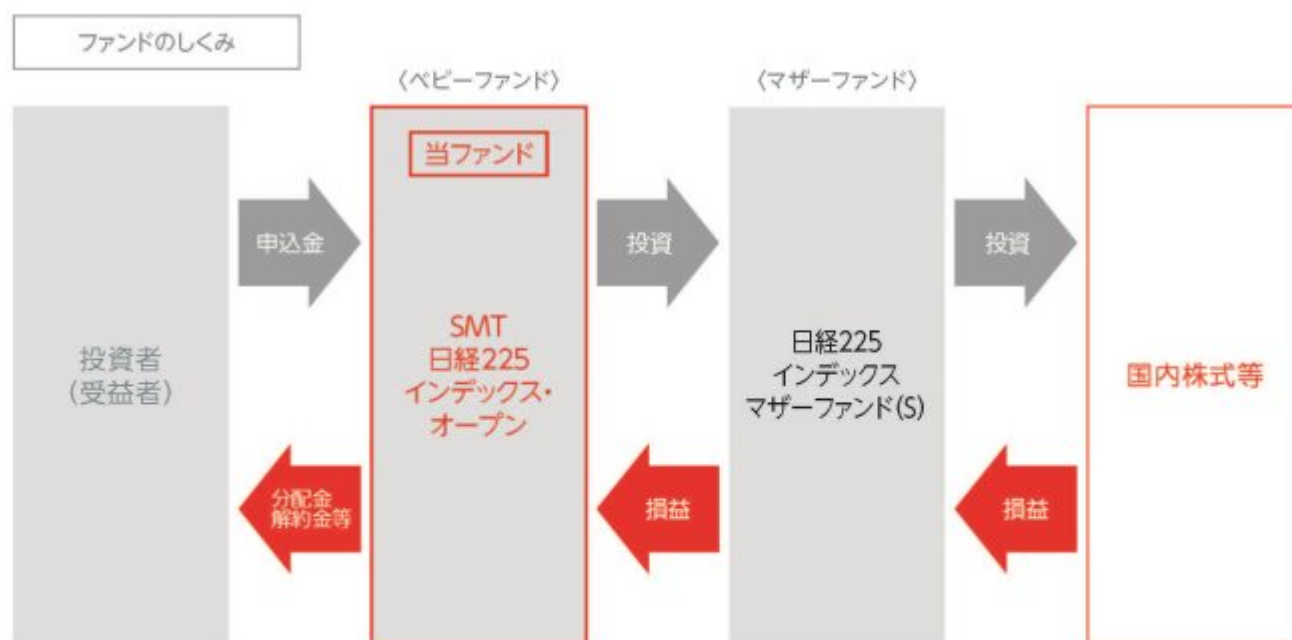 ファンドのしくみ
〈ベビーファンド〉
〈マザーファンド〉
投資者
(受益者)
申込金
分配金
解約金等
当ファンド
SMT
日経225
インデックス・
オープン
投資
損益
日経225
インデックス
マザーファンド(S)
投資
損益
国内株式等